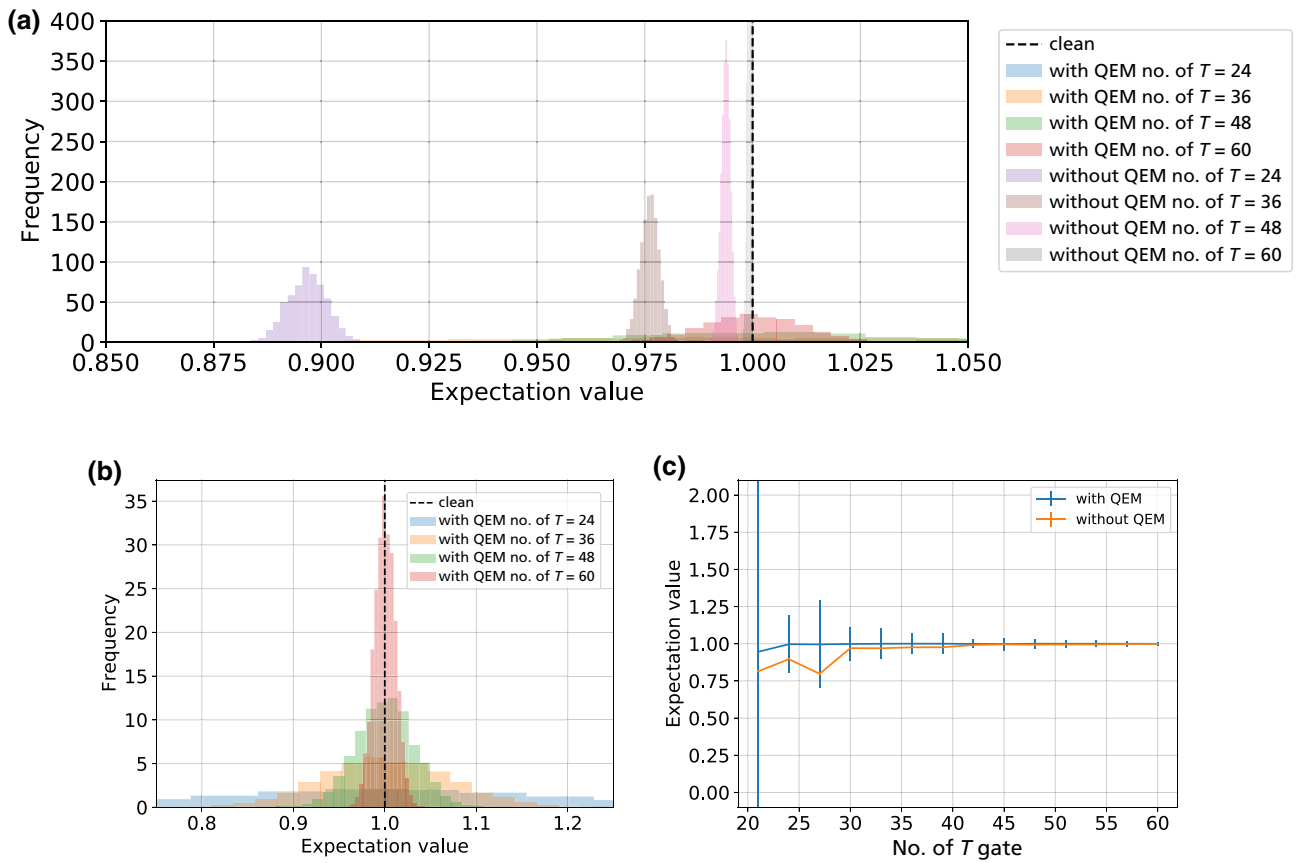 (a)
400
350
300
250
200
150
100
50
0
Frequency
0.850
0.875
0.900
0.925
0.950
0.975
1.000
1.025
1.050
Expectation value
clean
with QEM no. of T = 24
with QEM no. of T = 36
with QEM no. of T = 48
with QEM no. of T = 60
without QEM no. of T = 24
without QEM no. of T = 36
without QEM no. of T = 48
without QEM no. of T = 60
(b)
35
30
25
20
15
10
5
0
Frequency
0.8
0.9
1.0
1.1
1.2
Expectation value
clean
with QEM no. of T = 24
with QEM no. of T = 36
with QEM no. of T = 48
with QEM no. of T = 60
(c)
2.00
1.75
1.50
1.25
1.00
0.75
0.50
0.25
0.00
Expectation value
20
25
30
35
40
45
50
55
60
No. of T gate
with QEM
without QEM